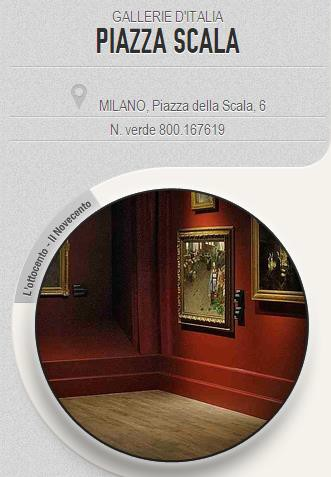 GALLERIE D'ITALIA
PIAZZA SCALA
MILANO, Piazza della Scala, 6
N. verde 800.167619
L'ottocento - Il Novecento